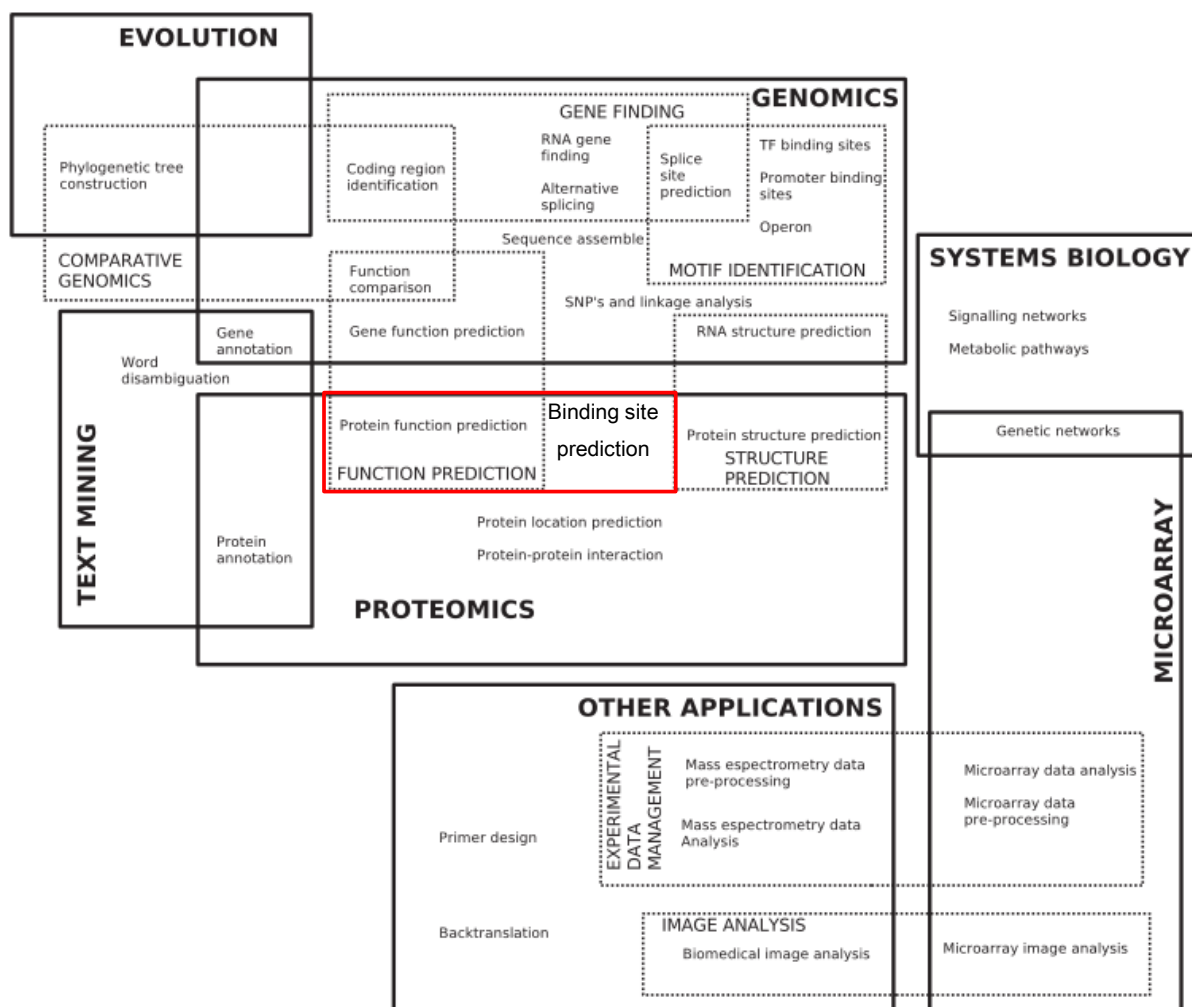 EVOLUTION
GENOMICS
GENE FINDING
RNA gene
finding
Alternative
splicing
Splice
site
prediction
TF binding sites
Promoter binding
sites
Operon
Phylogenetic tree
construction
Coding region
identification
Sequence assemble
COMPARATIVE
GENOMICS
Function
comparison
MOTIF IDENTIFICATION
SYSTEMS BIOLOGY
SNP's and linkage analysis
Signalling networks
Metabolic pathways
Gene
annotation
Gene function prediction
RNA structure prediction
Word
disambiguation
TEXT MINING
Protein function prediction
FUNCTION PREDICTION
Binding site
prediction
Protein structure prediction
STRUCTURE
PREDICTION
Genetic networks
Protein location prediction
Protein-protein interaction
Protein
annotation
PROTEOMICS
MICROARRAY
OTHER APPLICATIONS
EXPERIMENTAL
DATA
MANAGEMENT
Mass espectrometry data
pre-processing
Mass espectrometry data
Analysis
Microarray data analysis
Microarray data
pre-processing
Primer design
Backtranslation
IMAGE ANALYSIS
Biomedical image analysis
Microarray image analysis